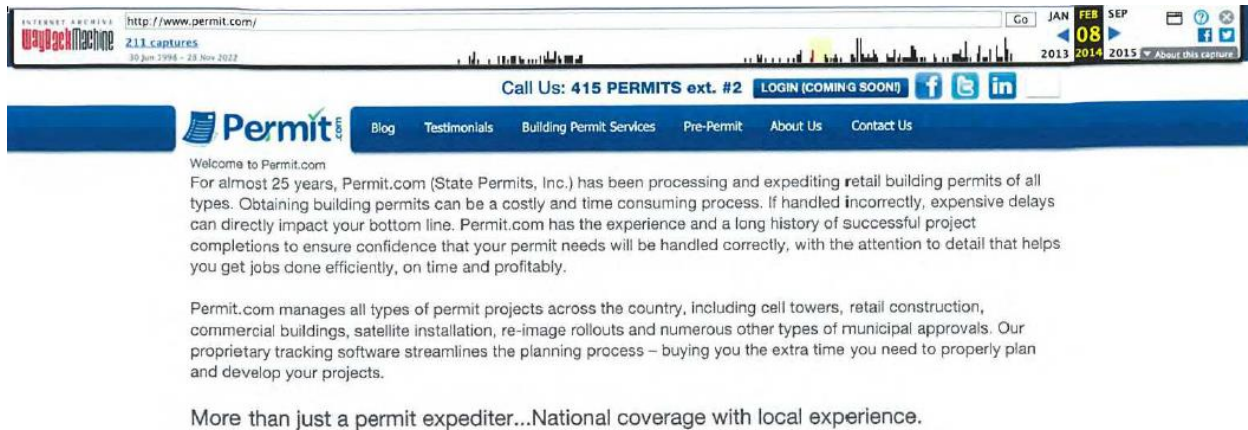 INTERNET ARCHIVE http://www.permit.com/ Go JAN FEB SEP
WayBackMachine 211 captures 08
30 Jun 1998 - 28 Nov 2022 2013 2014 2015 About this capture
Call Us: 415 PERMITS ext. #2 LOGIN (COMING SOON!)
Permit.com Blog Testimonials Building Permit Services Pre-Permit About Us Contact Us
Welcome to Permit.com
For almost 25 years, Permit.com (State Permits, Inc.) has been processing and expediting retail building permits of all
types. Obtaining building permits can be a costly and time consuming process. If handled incorrectly, expensive delays
can directly impact your bottom line. Permit.com has the experience and a long history of successful project
completions to ensure confidence that your permit needs will be handled correctly, with the attention to detail that helps
you get jobs done efficiently, on time and profitably.
Permit.com manages all types of permit projects across the country, including cell towers, retail construction,
commercial buildings, satellite installation, re-image rollouts and numerous other types of municipal approvals. Our
proprietary tracking software streamlines the planning process – buying you the extra time you need to properly plan
and develop your projects.
More than just a permit expediter...National coverage with local experience.